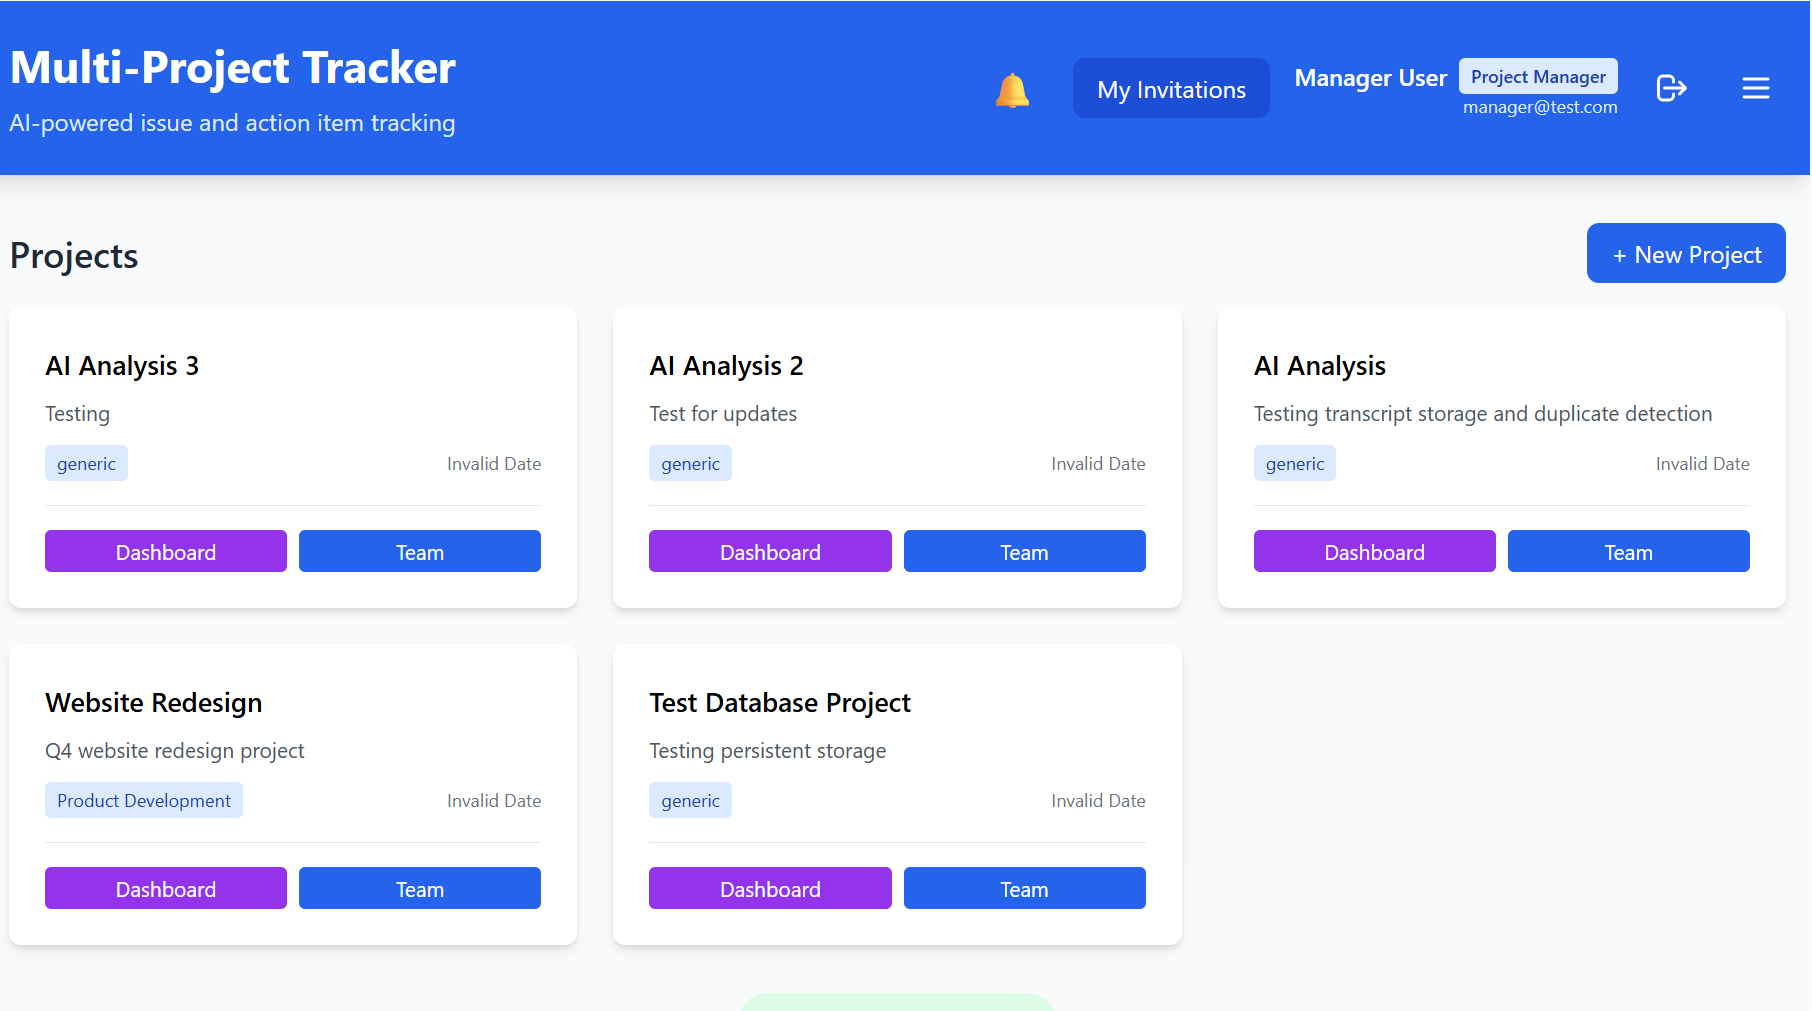 Multi-Project Tracker
AI-powered issue and action item tracking
My Invitations
Manager User
Project Manager
manager@test.com
Projects
+ New Project
AI Analysis 3
Testing
generic
Invalid Date
Dashboard
Team
AI Analysis 2
Test for updates
generic
Invalid Date
Dashboard
Team
AI Analysis
Testing transcript storage and duplicate detection
generic
Invalid Date
Dashboard
Team
Website Redesign
Q4 website redesign project
Product Development
Invalid Date
Dashboard
Team
Test Database Project
Testing persistent storage
generic
Invalid Date
Dashboard
Team